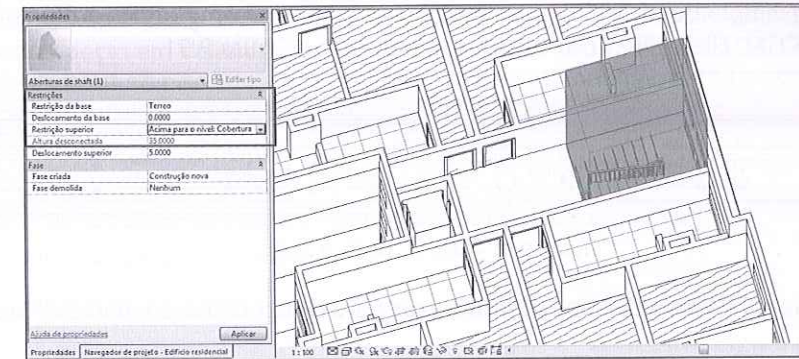 Propriedades
Aberturas de shaft (1)
Editar tipo
Restrições
Restrição da base Terreo
Deslocamento da base 0.0000
Restrição superior Acima para o nível: Cobertura
Altura desconectada 35.0000
Deslocamento superior 5.0000
Fase
Fase criada Construção nova
Fase demolida Nenhum
Ajuda de propriedades
Aplicar
Propriedades Navegador de projeto - Edifício residencial
1:100